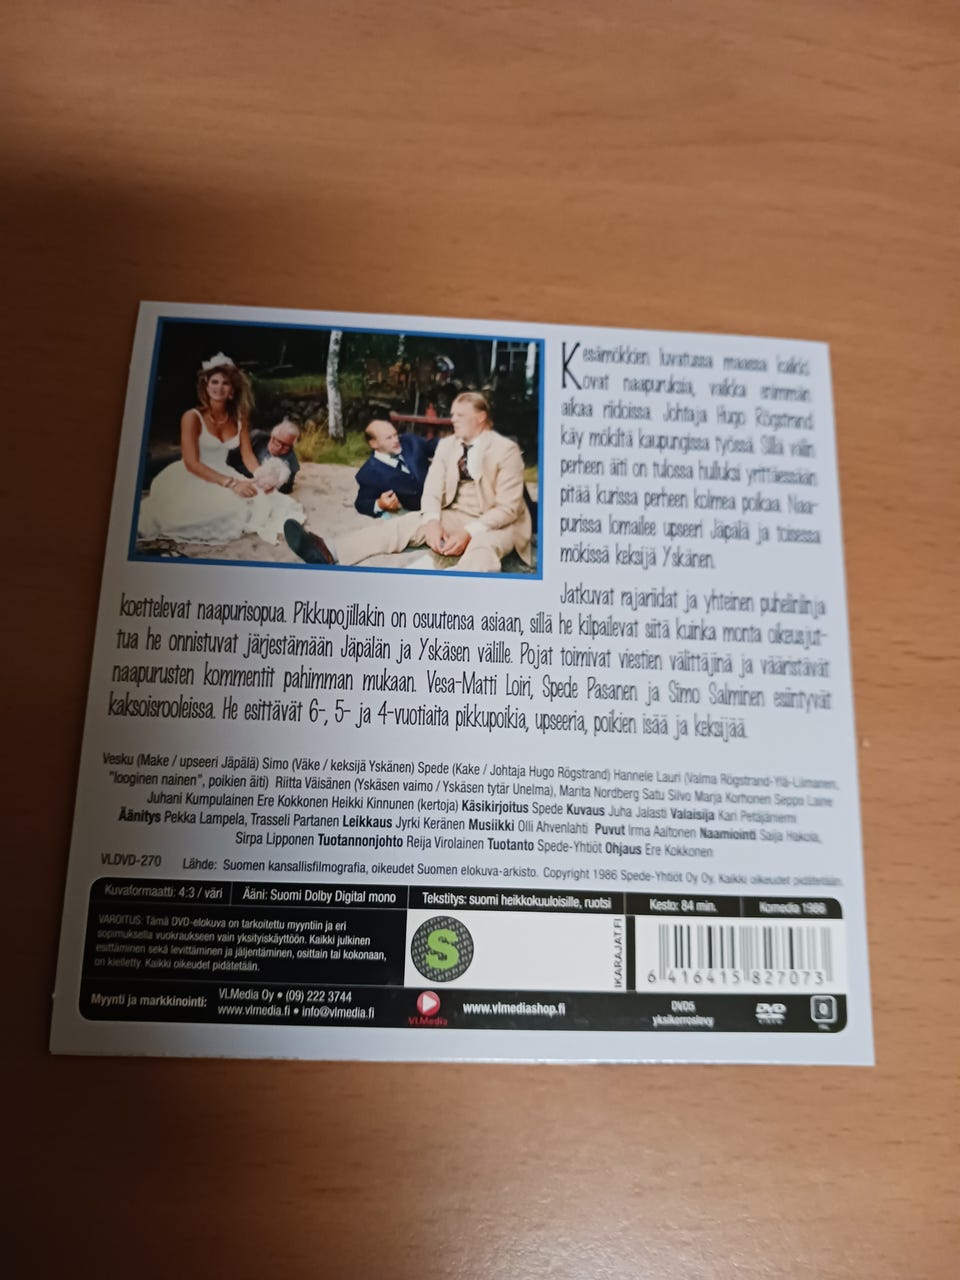 Kesämökkien luvatussa maassa kaikki
ovat naapuruksia, vaikka enimmän
aikaa riidoissa. Johtaja Hugo Rögstrand
käy mökiltä kaupungissa työssä. Sillä välin
perheen äiti on tulossa hulluksi yrittäessään
pitää kurissa perheen kolmea poikaa. Naa-
purissa lomailee upseeri Jäpälä ja toisessa
mökissä keksijä Yskänen.
Jatkuvat rajariidat ja yhteinen puhelinlinja
koettelevat naapurisopua. Pikkupojillakin on osuutensa asiaan, sillä he kilpailevat siitä kuinka monta oikeusjut-
tua he onnistuvat järjestämään Jäpälän ja Yskäsen välille. Pojat toimivat viestien välittäjinä ja vääristävät
naapurusten kommentit pahimman mukaan. Vesa-Matti Loiri, Spede Pasanen ja Simo Salminen esiintyvät
kaksoisrooleissa. He esittävät 6-, 5- ja 4-vuotiaita pikkupoikia, upseeria, poikien isää ja keksijää.
Vesku (Make / upseeri Jäpälä) Simo (Väke / keksijä Yskänen) Spede (Kake / Johtaja Hugo Rögstrand) Hannele Lauri (Valma Rögstrand-Ylä-Liimanen,
"looginen nainen", poikien äiti) Riitta Väisänen (Yskäsen vaimo / Yskäsen tytär Unelma), Marita Nordberg Satu Silvo Marja Korhonen Seppo Laine
Juhani Kumpulainen Ere Kokkonen Heikki Kinnunen (kertoja) Käsikirjoitus Spede Kuvaus Juha Jalasti Valaisija Kari Petäjäniemi
Äänitys Pekka Lampela, Trasseli Partanen Leikkaus Jyrki Keränen Musiikki Olli Ahvenlahti Puvut Irma Aaltonen Naamiointi Saija Hakola,
Sirpa Lipponen Tuotannonjohto Reija Virolainen Tuotanto Spede-Yhtiöt Ohjaus Ere Kokkonen
VLDVD-270 Lähde: Suomen kansallisfilmografia, oikeudet Suomen elokuva-arkisto. Copyright 1986 Spede-Yhtiöt Oy Oy. Kaikki oikeudet pidätetään.
Kuvaformaatti: 4:3 / väri Ääni: Suomi Dolby Digital mono Tekstitys: suomi heikkokuuloisille, ruotsi Kesto: 84 min. Komedia 1986
VAROITUS: Tämä DVD-elokuva on tarkoitettu myyntiin ja eri
sopimuksella vuokraukseen vain yksityiskäyttöön. Kaikki julkinen
esittäminen sekä levittäminen ja jäljentäminen, osittain tai kokonaan,
on kielletty. Kaikki oikeudet pidätetään.
S
IKARAJAT.FI
6 416415 827073
Myynti ja markkinointi: VLMedia Oy • (09) 222 3744
www.vlmedia.fi • info@vlmedia.fi
VLMedia
www.vlmediashop.fi
DVD5
yksikerroslevy
DVD
VIDEO
0